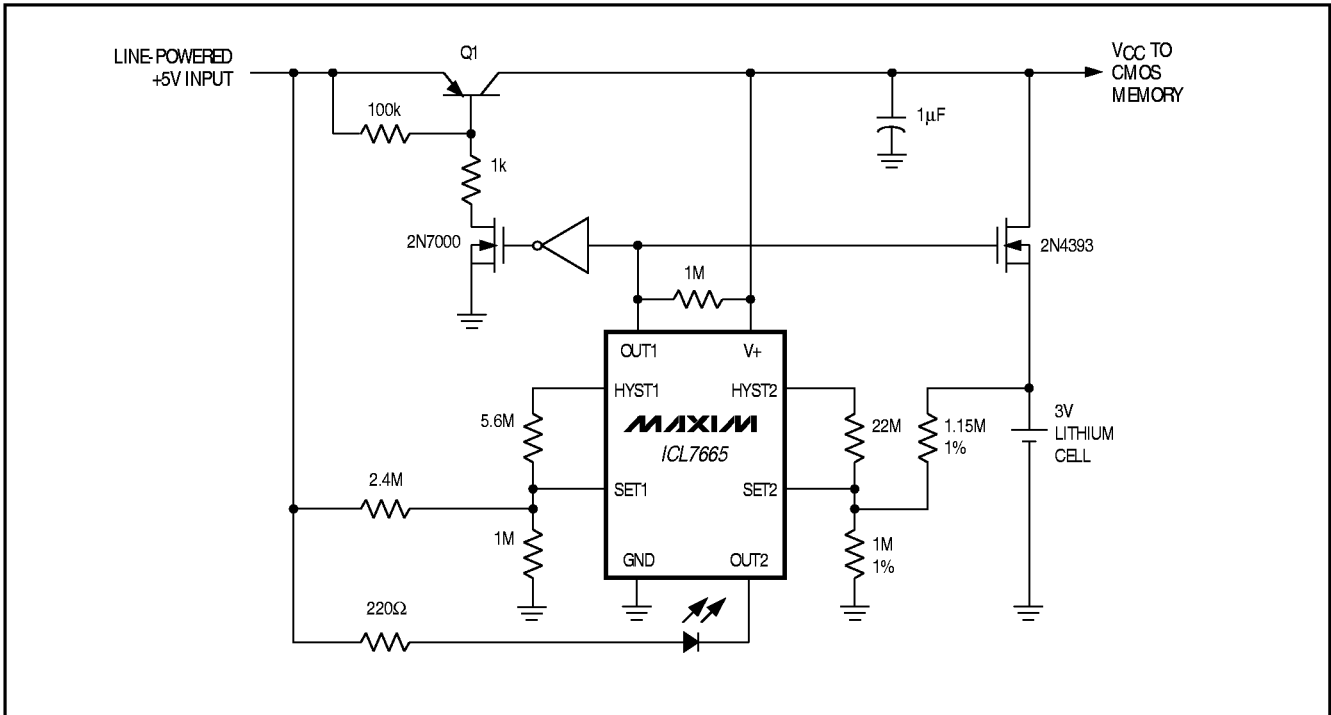 LINE-POWERED
+5V INPUT
Q1
VCC TO
CMOS
MEMORY
100k
1µF
1k
2N7000
2N4393
1M
OUT1
V+
HYST1
HYST2
5.6M
MAXIM
ICL7665
22M
1.15M
1%
3V
LITHIUM
CELL
2.4M
SET1
SET2
1M
GND
OUT2
1M
1%
220Ω